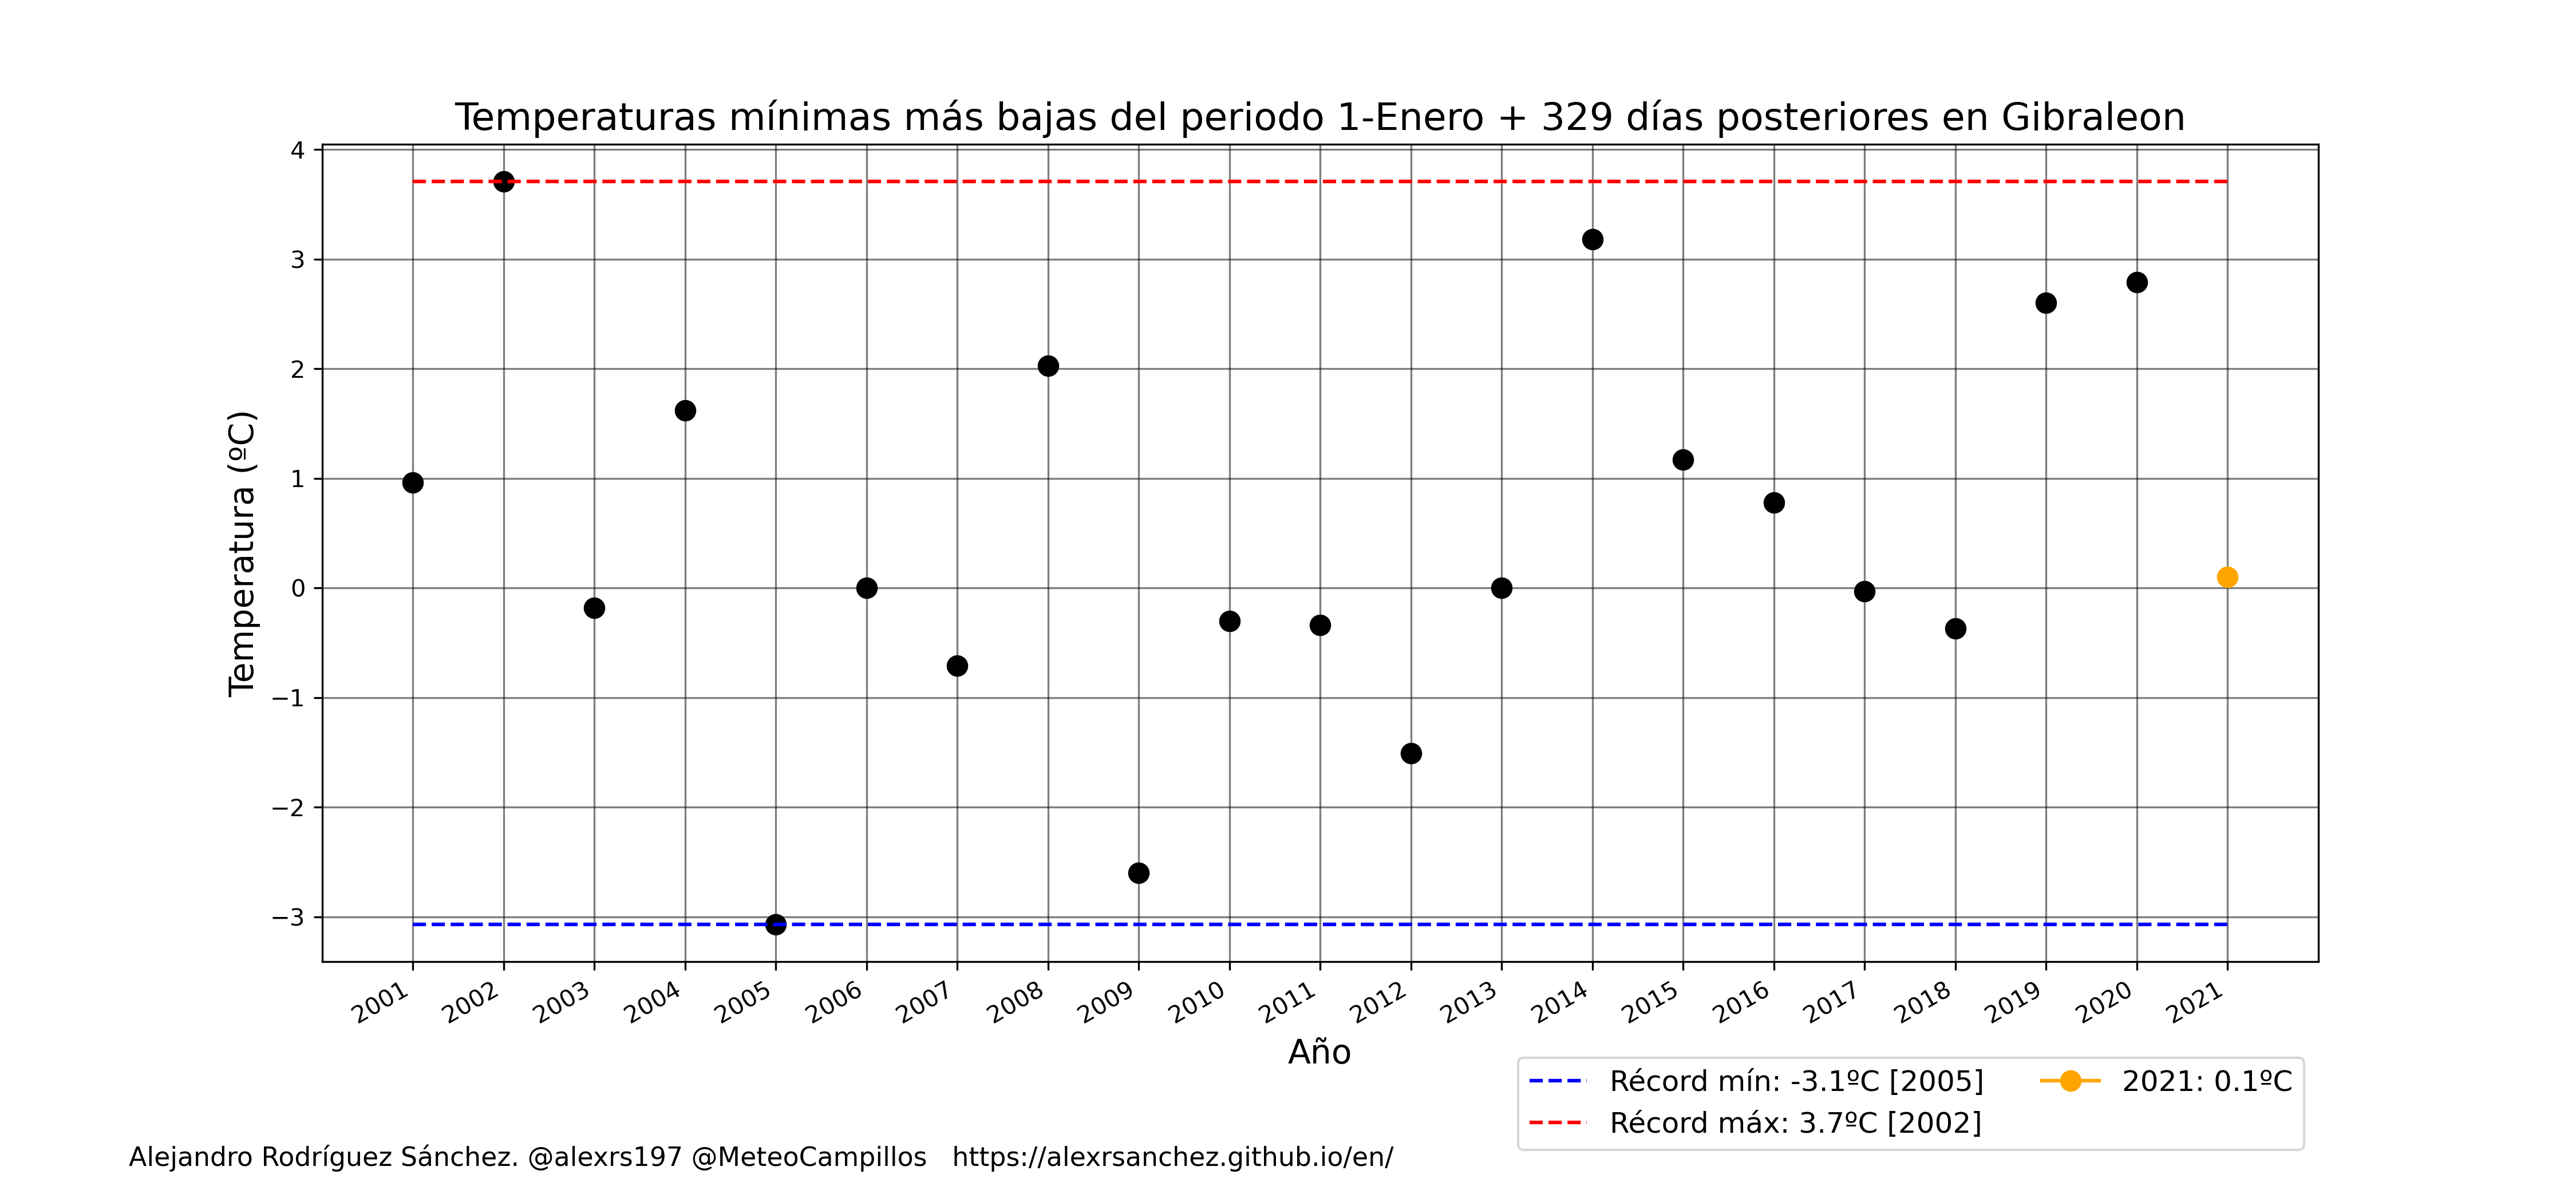 Temperaturas mínimas más bajas del periodo 1-Enero + 329 días posteriores en Gibraleon
4
3
2
1
0
−1
−2
−3
Temperatura (ºC)
2001 2002 2003 2004 2005 2006 2007 2008 2009 2010 2011 2012 2013 2014 2015 2016 2017 2018 2019 2020 2021
Año
Récord mín: -3.1ºC [2005]
Récord máx: 3.7ºC [2002]
2021: 0.1ºC
Alejandro Rodríguez Sánchez. @alexrs197 @MeteoCampillos https://alexrsanchez.github.io/en/